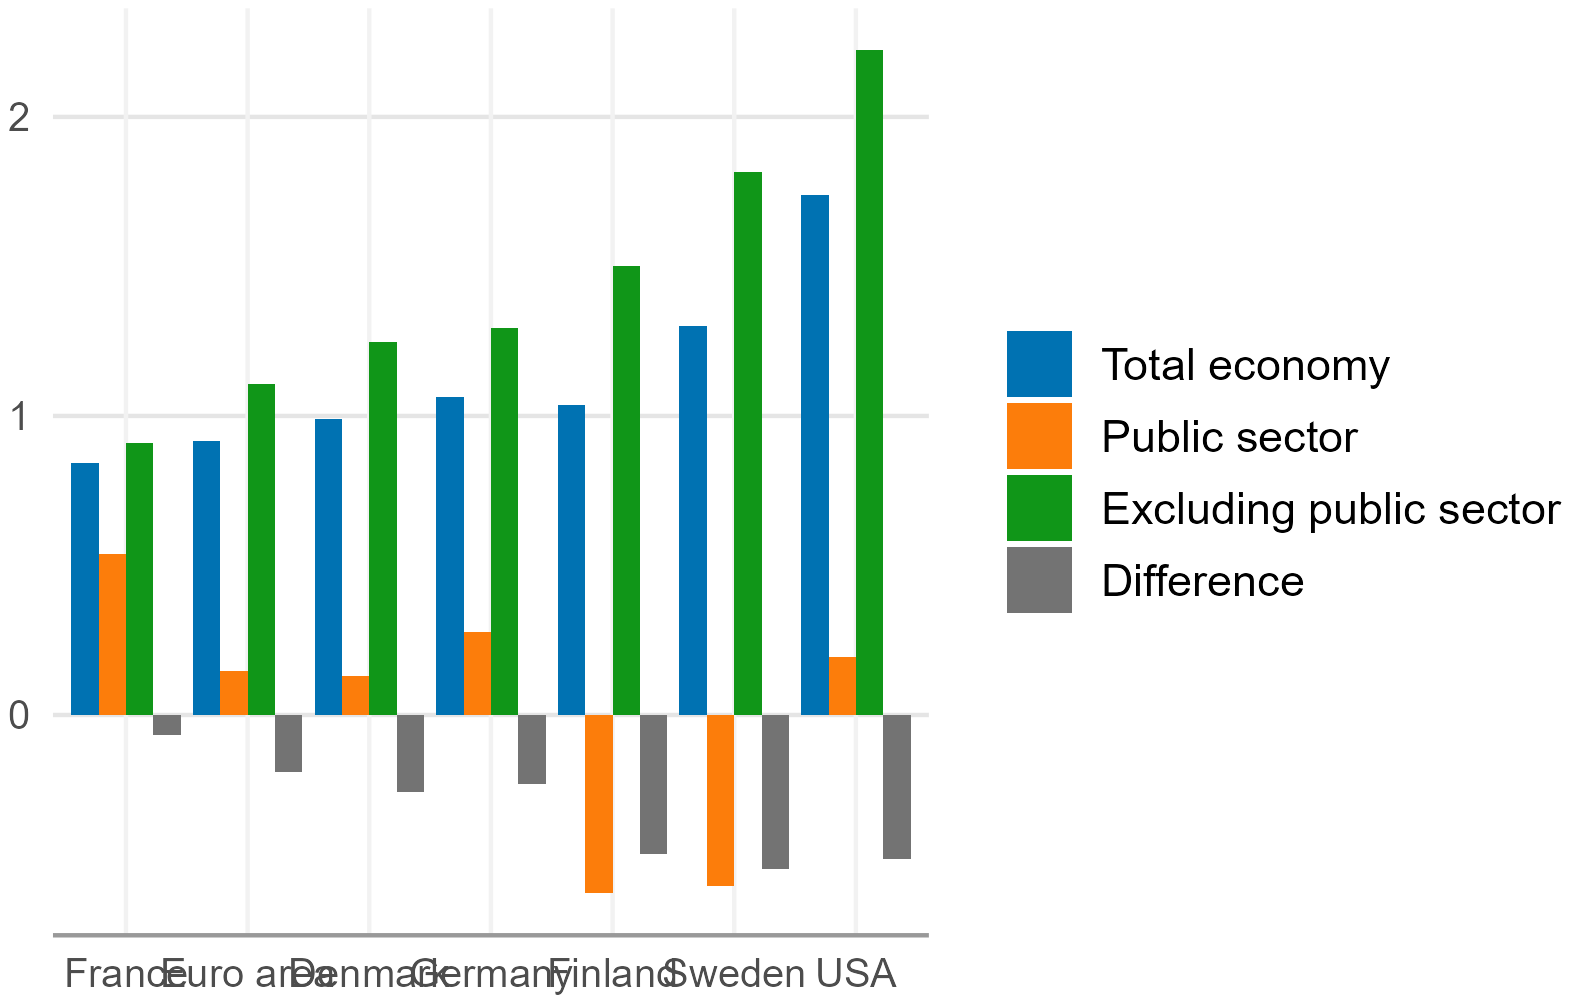 2
1
0
France Euro area Denmark Germany Finland Sweden USA
Total economy
Public sector
Excluding public sector
Difference